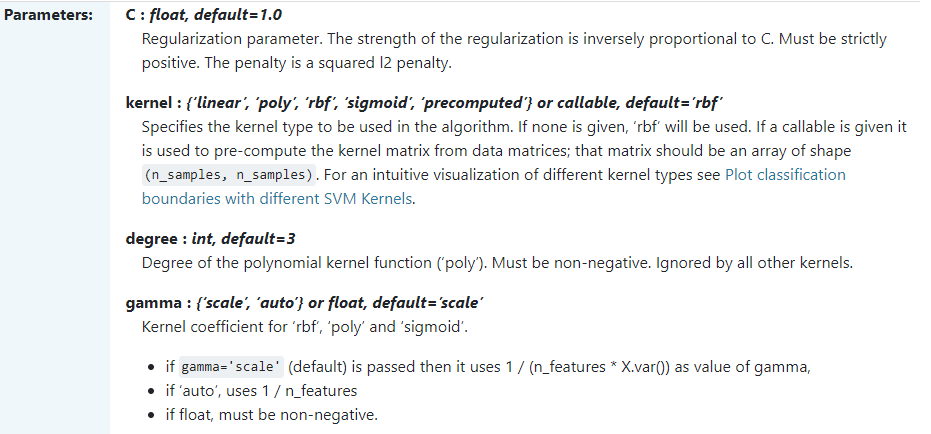 Parameters:
C : float, default=1.0
Regularization parameter. The strength of the regularization is inversely proportional to C. Must be strictly
positive. The penalty is a squared l2 penalty.
kernel : {‘linear’, ‘poly’, ‘rbf’, ‘sigmoid’, ‘precomputed’} or callable, default=’rbf’
Specifies the kernel type to be used in the algorithm. If none is given, ‘rbf’ will be used. If a callable is given it
is used to pre-compute the kernel matrix from data matrices; that matrix should be an array of shape
(n_samples, n_samples). For an intuitive visualization of different kernel types see Plot classification
boundaries with different SVM Kernels.
degree : int, default=3
Degree of the polynomial kernel function (‘poly’). Must be non-negative. Ignored by all other kernels.
gamma : {‘scale’, ‘auto’} or float, default=’scale’
Kernel coefficient for ‘rbf’, ‘poly’ and ‘sigmoid’.
• if gamma='scale' (default) is passed then it uses 1 / (n_features * X.var()) as value of gamma,
• if ‘auto’, uses 1 / n_features
• if float, must be non-negative.